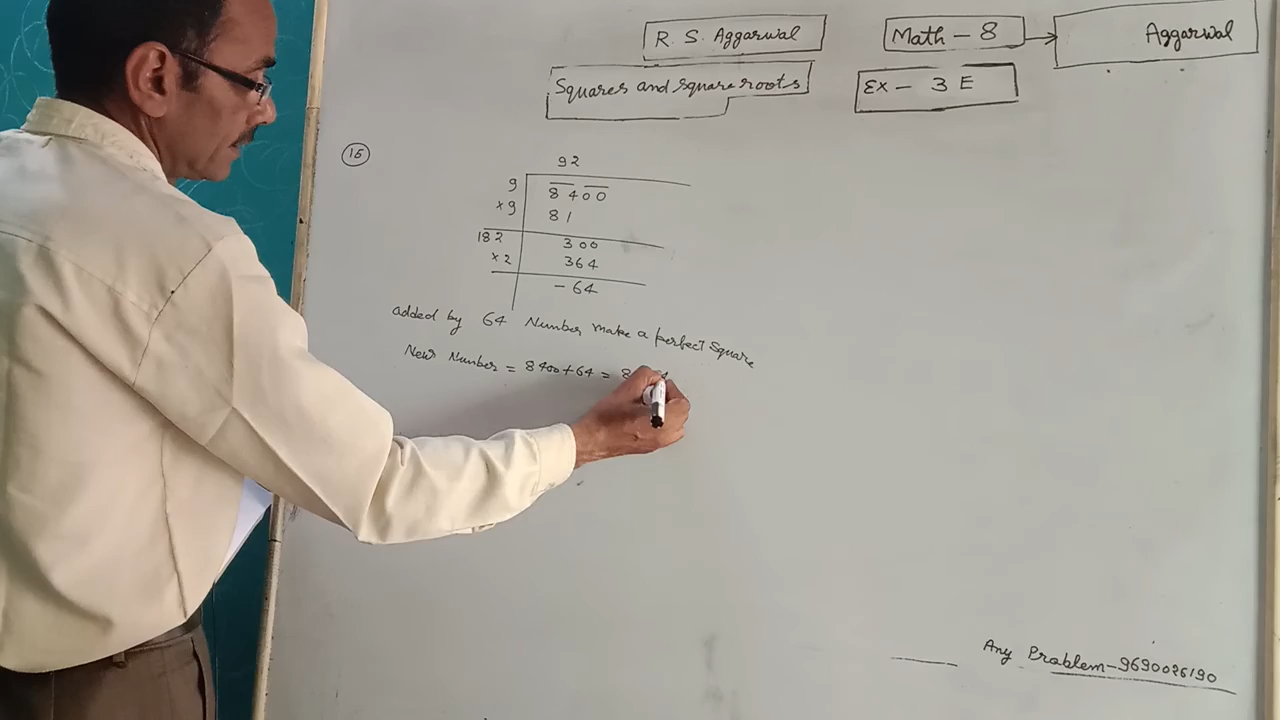 R. S. Aggarwal
Math - 8 → Aggarwal
Squares and square roots
Ex - 3 E
15
92
9 8400
×9 81
182 300
×2 364
-64
added by 64 Number make a perfect Square
New Number = 8400+64 = 8
Any Problem-9690026190